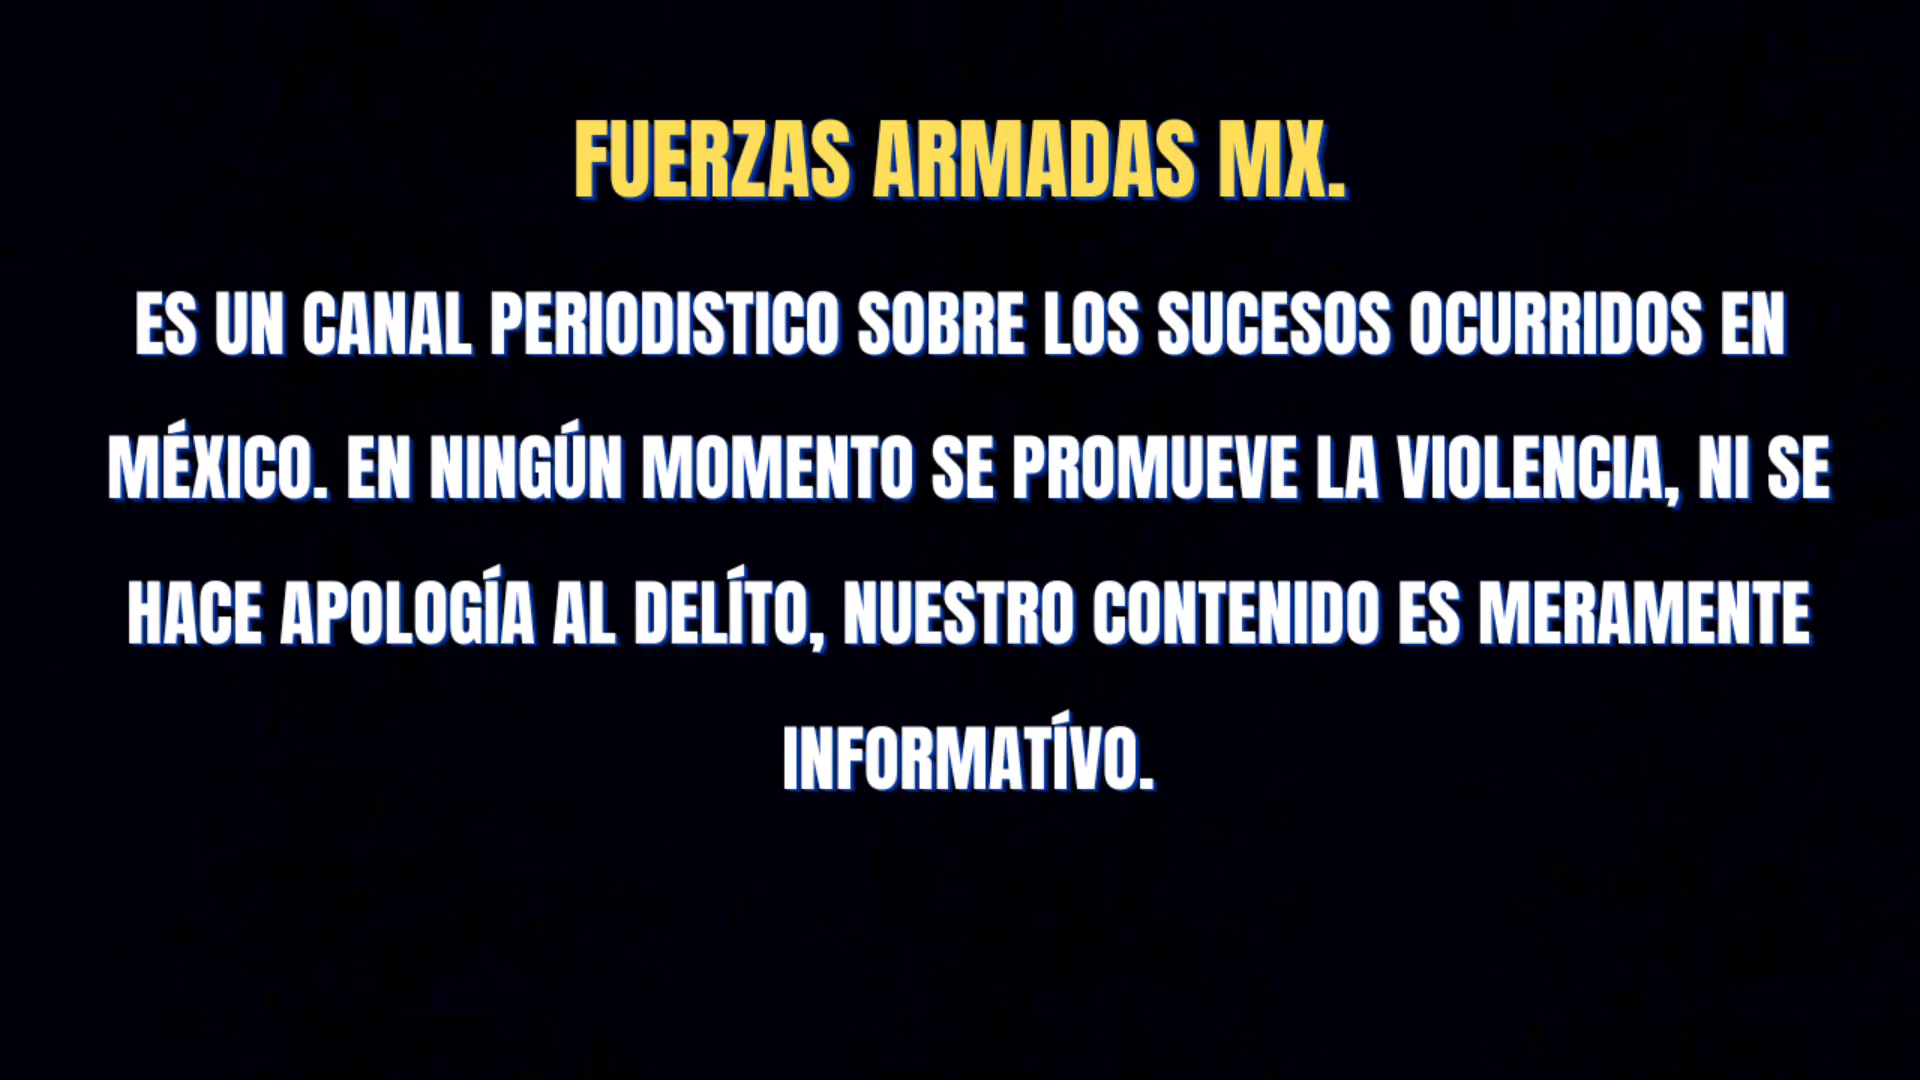 FUERZAS ARMADAS MX.
ES UN CANAL PERIODISTICO SOBRE LOS SUCESOS OCURRIDOS EN
MÉXICO. EN NINGÚN MOMENTO SE PROMUEVE LA VIOLENCIA, NI SE
HACE APOLOGÍA AL DELÍTO, NUESTRO CONTENIDO ES MERAMENTE
INFORMATÍVO.